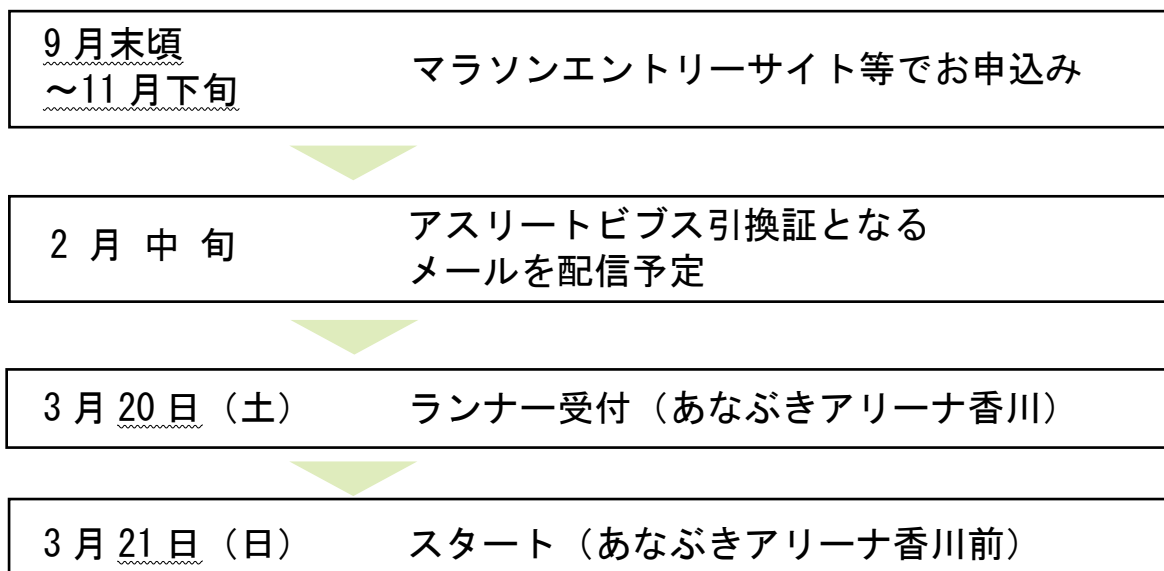 9月末頃
～11月下旬
マラソンエントリーサイト等でお申込み
2 月 中 旬
アスリートビブス引換証となる
メールを配信予定
3月20日（土）
ランナー受付（あなぶきアリーナ香川）
3月21日（日）
スタート（あなぶきアリーナ香川前）